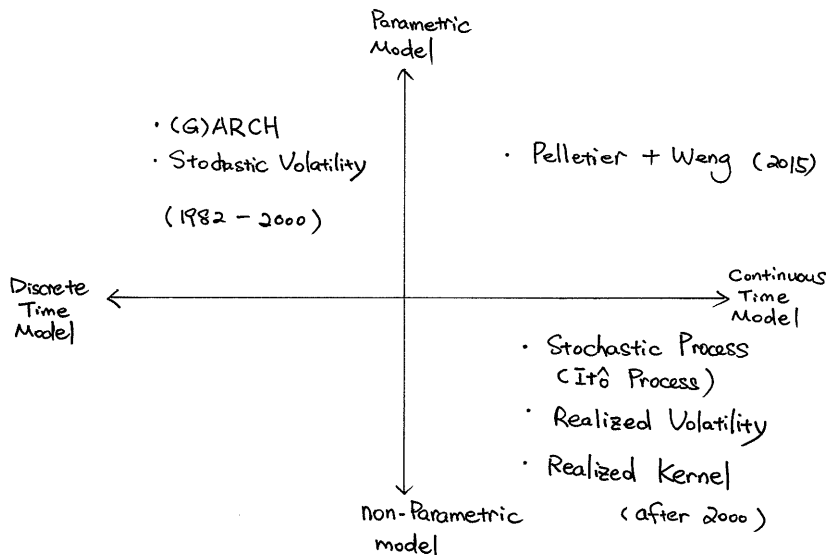 Parametric
Model
· (G)ARCH
· Stochastic Volatility
(1982 - 2000)
· Pelletier + Weng (2015)
Discrete
Time
Model
Continuous
Time
Model
· Stochastic Process
(Itô Process)
· Realized Volatility
· Realized Kernel
(after 2000)
non-Parametric
model